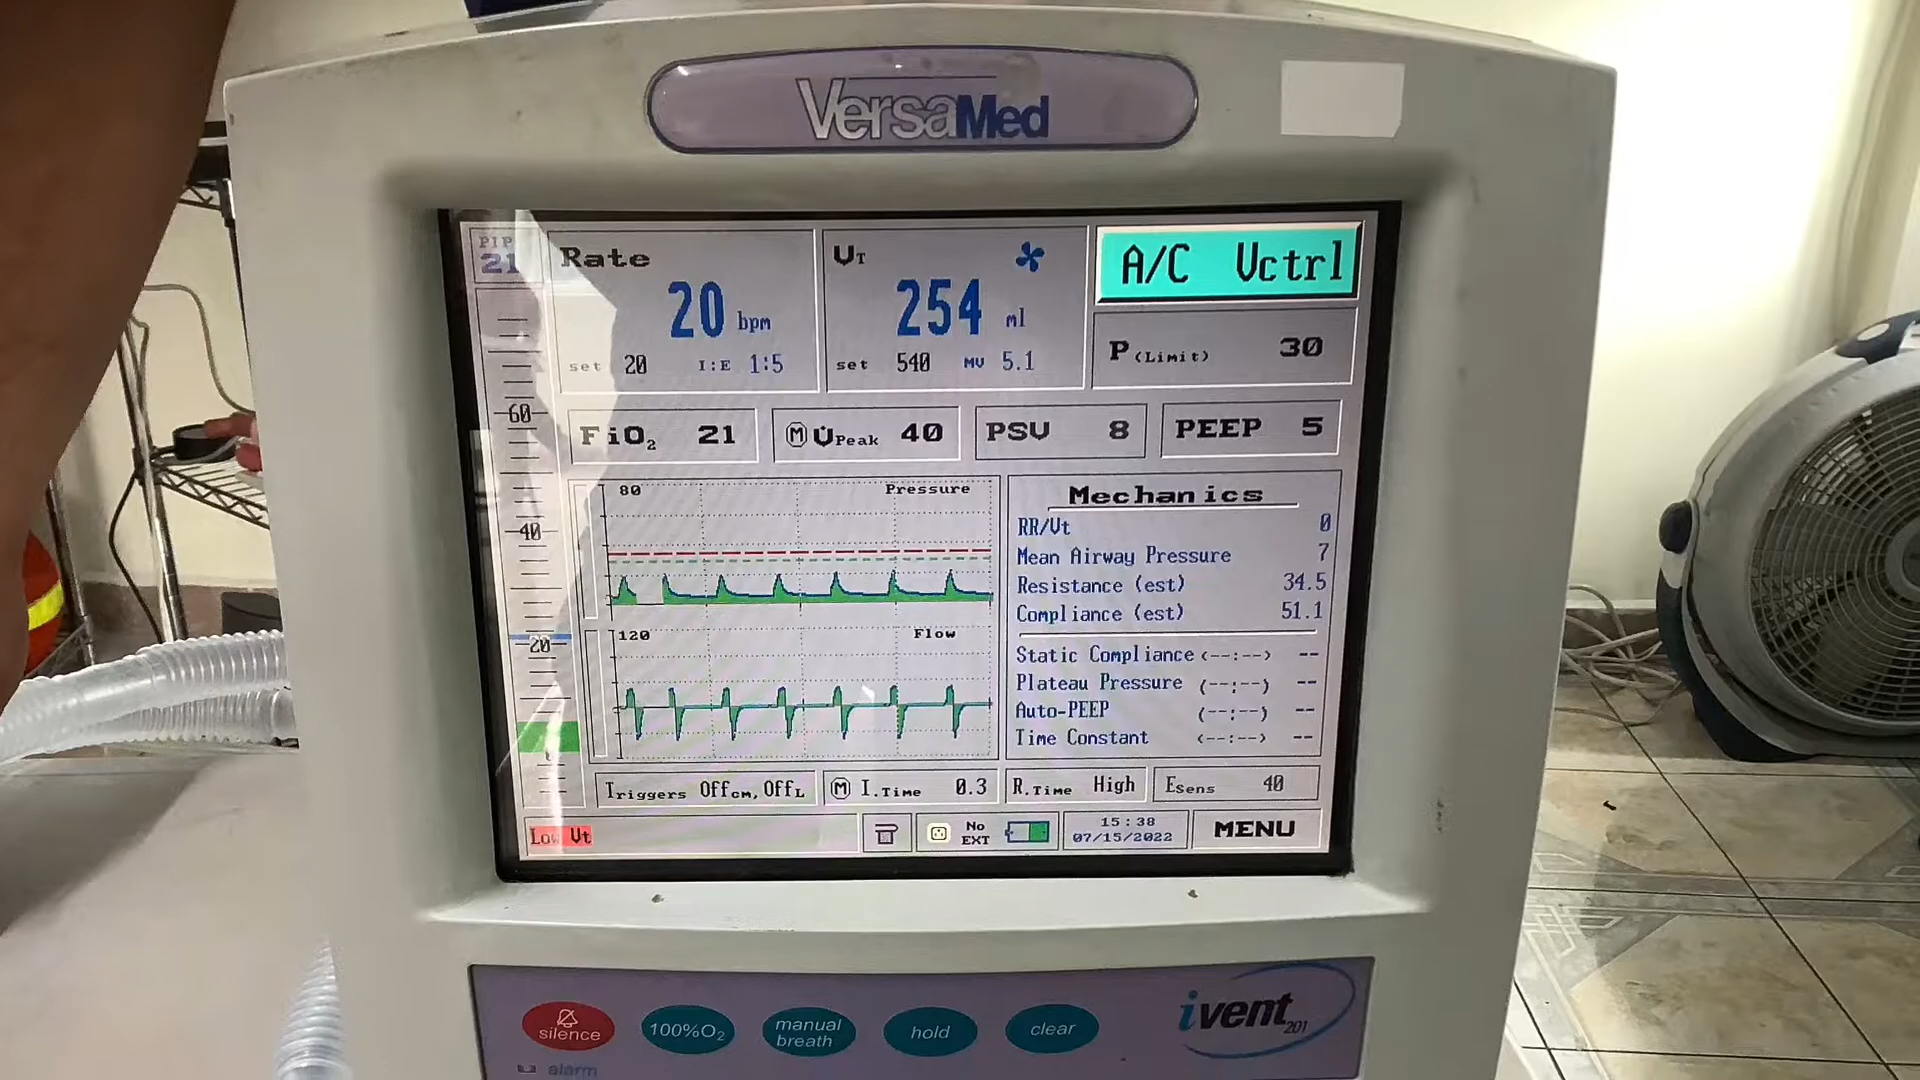 VersaMed
PIP
21
Rate
20 bpm
set 20 I:E 1:5
VT
254 ml
set 540 MV 5.1
A/C Vctrl
P(Limit) 30
FiO2 21
M V̇Peak 40
PSV 8
PEEP 5
60
40
20
80 Pressure
120 Flow
Mechanics
RR/Vt 0
Mean Airway Pressure 7
Resistance (est) 34.5
Compliance (est) 51.1
Static Compliance (--:--) --
Plateau Pressure (--:--) --
Auto-PEEP (--:--) --
Time Constant (--:--) --
Triggers Offcm, OffL
M I.Time 0.3
R.Time High
Esens 40
Low Vt
No
EXT
15:38
07/15/2022
MENU
silence
100%O2
manual
breath
hold
clear
ivent201
alarm